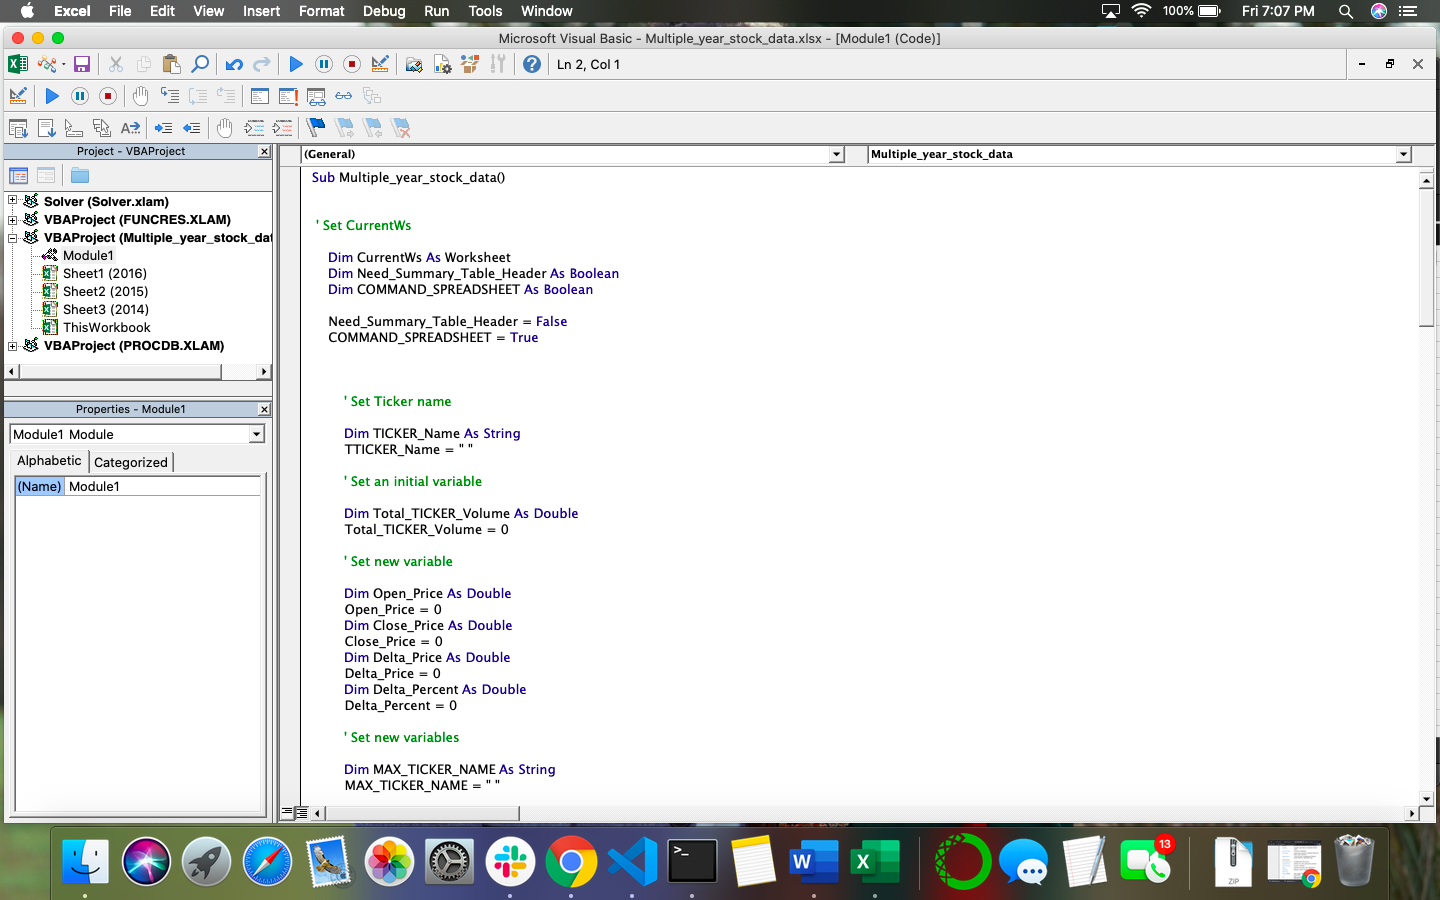 Excel File Edit View Insert Format Debug Run Tools Window 100% Fri 7:07 PM
Microsoft Visual Basic - Multiple_year_stock_data.xlsx - [Module1 (Code)]
Ln 2, Col 1
Project - VBAProject
(General) Multiple_year_stock_data
Solver (Solver.xlam)
VBAProject (FUNCRES.XLAM)
VBAProject (Multiple_year_stock_dat
Module1
Sheet1 (2016)
Sheet2 (2015)
Sheet3 (2014)
ThisWorkbook
VBAProject (PROCDB.XLAM)
Properties - Module1
Module1 Module
Alphabetic Categorized
(Name) Module1
Sub Multiple_year_stock_data()
' Set CurrentWs
Dim CurrentWs As Worksheet
Dim Need_Summary_Table_Header As Boolean
Dim COMMAND_SPREADSHEET As Boolean
Need_Summary_Table_Header = False
COMMAND_SPREADSHEET = True
' Set Ticker name
Dim TICKER_Name As String
TTICKER_Name = " "
' Set an initial variable
Dim Total_TICKER_Volume As Double
Total_TICKER_Volume = 0
' Set new variable
Dim Open_Price As Double
Open_Price = 0
Dim Close_Price As Double
Close_Price = 0
Dim Delta_Price As Double
Delta_Price = 0
Dim Delta_Percent As Double
Delta_Percent = 0
' Set new variables
Dim MAX_TICKER_NAME As String
MAX_TICKER_NAME = " "
13
ZIP